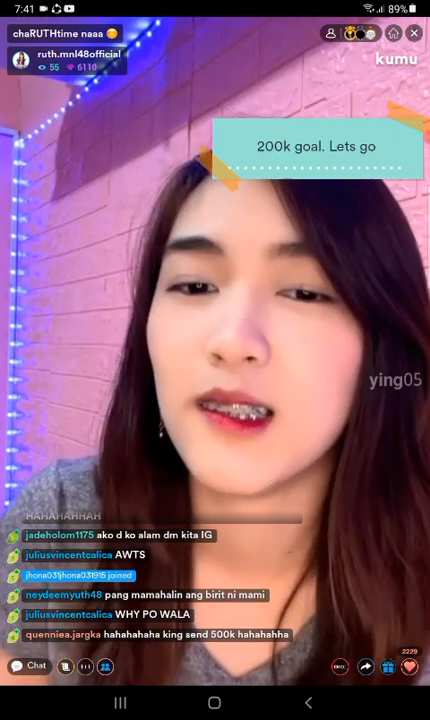 7:41
89%
chaRUTHtime naaa
ruth.mnl48official
55 6110
kumu
200k goal. Lets go
ying05
HAHAHAHHAH
jadeholom1175 ako d ko alam dm kita IG
juliusvincentcalica AWTS
jhona031jhona031915 joined
neydeemyuth48 pang mamahalin ang birit ni mami
juliusvincentcalica WHY PO WALA
quenniea.jargka hahahahaha king send 500k hahahahha
2229
Chat